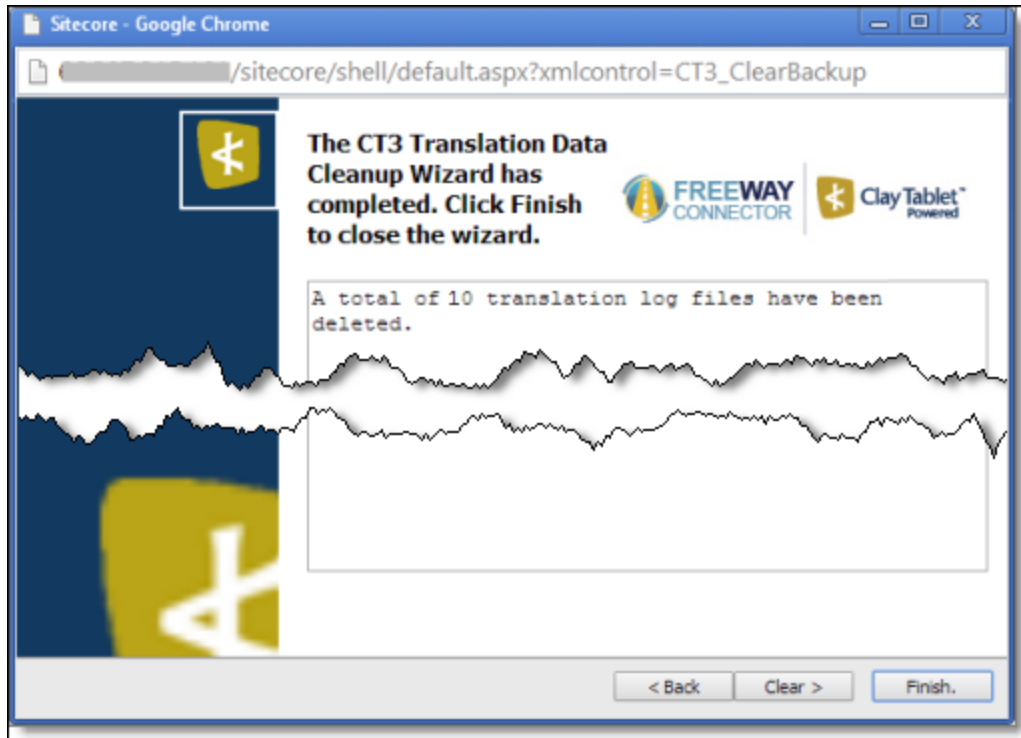 Sitecore - Google Chrome
/sitecore/shell/default.aspx?xmlcontrol=CT3_ClearBackup
The CT3 Translation Data
Cleanup Wizard has
completed. Click Finish
to close the wizard.
FREEWAY
CONNECTOR
Clay Tablet™
Powered
A total of 10 translation log files have been
deleted.
< Back
Clear >
Finish.